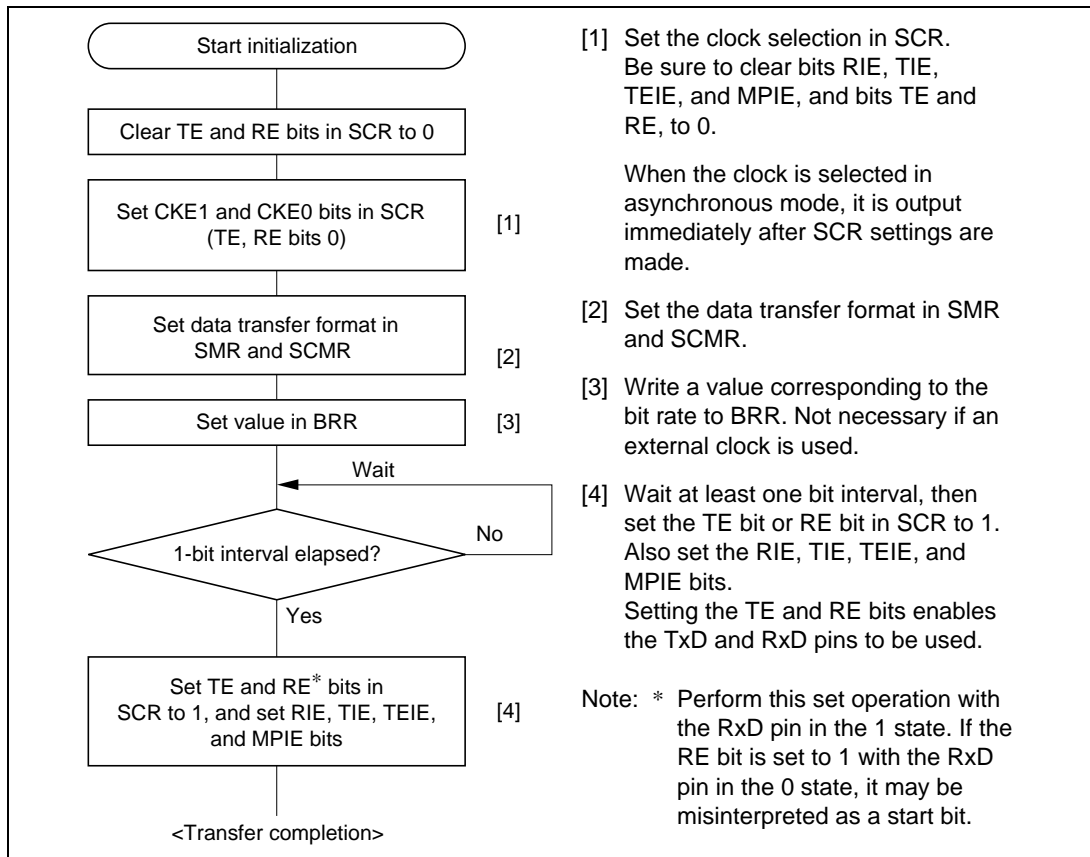 Start initialization
Clear TE and RE bits in SCR to 0
Set CKE1 and CKE0 bits in SCR
(TE, RE bits 0)
[1]
Set data transfer format in
SMR and SCMR
[2]
Set value in BRR
[3]
Wait
1-bit interval elapsed?
No
Yes
Set TE and RE* bits in
SCR to 1, and set RIE, TIE, TEIE,
and MPIE bits
[4]
<Transfer completion>
[1] Set the clock selection in SCR.
Be sure to clear bits RIE, TIE,
TEIE, and MPIE, and bits TE and
RE, to 0.
When the clock is selected in
asynchronous mode, it is output
immediately after SCR settings are
made.
[2] Set the data transfer format in SMR
and SCMR.
[3] Write a value corresponding to the
bit rate to BRR. Not necessary if an
external clock is used.
[4] Wait at least one bit interval, then
set the TE bit or RE bit in SCR to 1.
Also set the RIE, TIE, TEIE, and
MPIE bits.
Setting the TE and RE bits enables
the TxD and RxD pins to be used.
Note: * Perform this set operation with
the RxD pin in the 1 state. If the
RE bit is set to 1 with the RxD
pin in the 0 state, it may be
misinterpreted as a start bit.